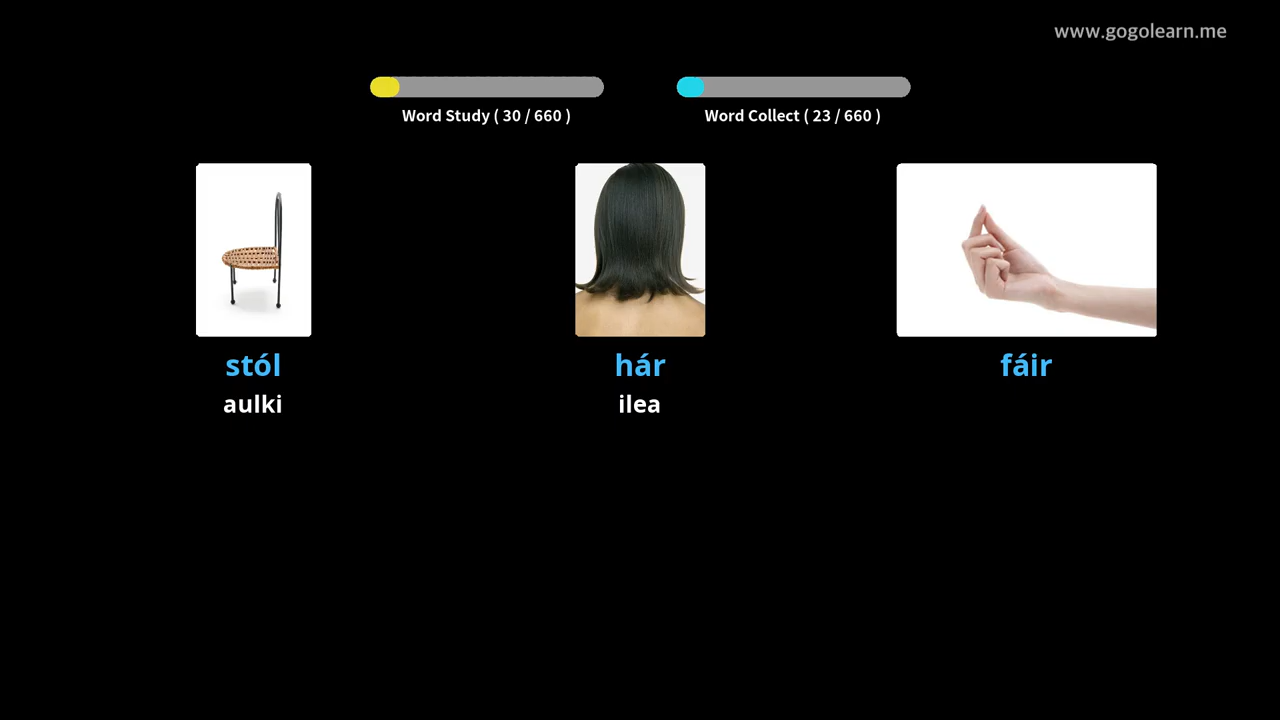 www.gogolearn.me
Word Study ( 30 / 660 )
Word Collect ( 23 / 660 )
stól
hár
fáir
aulki
ilea